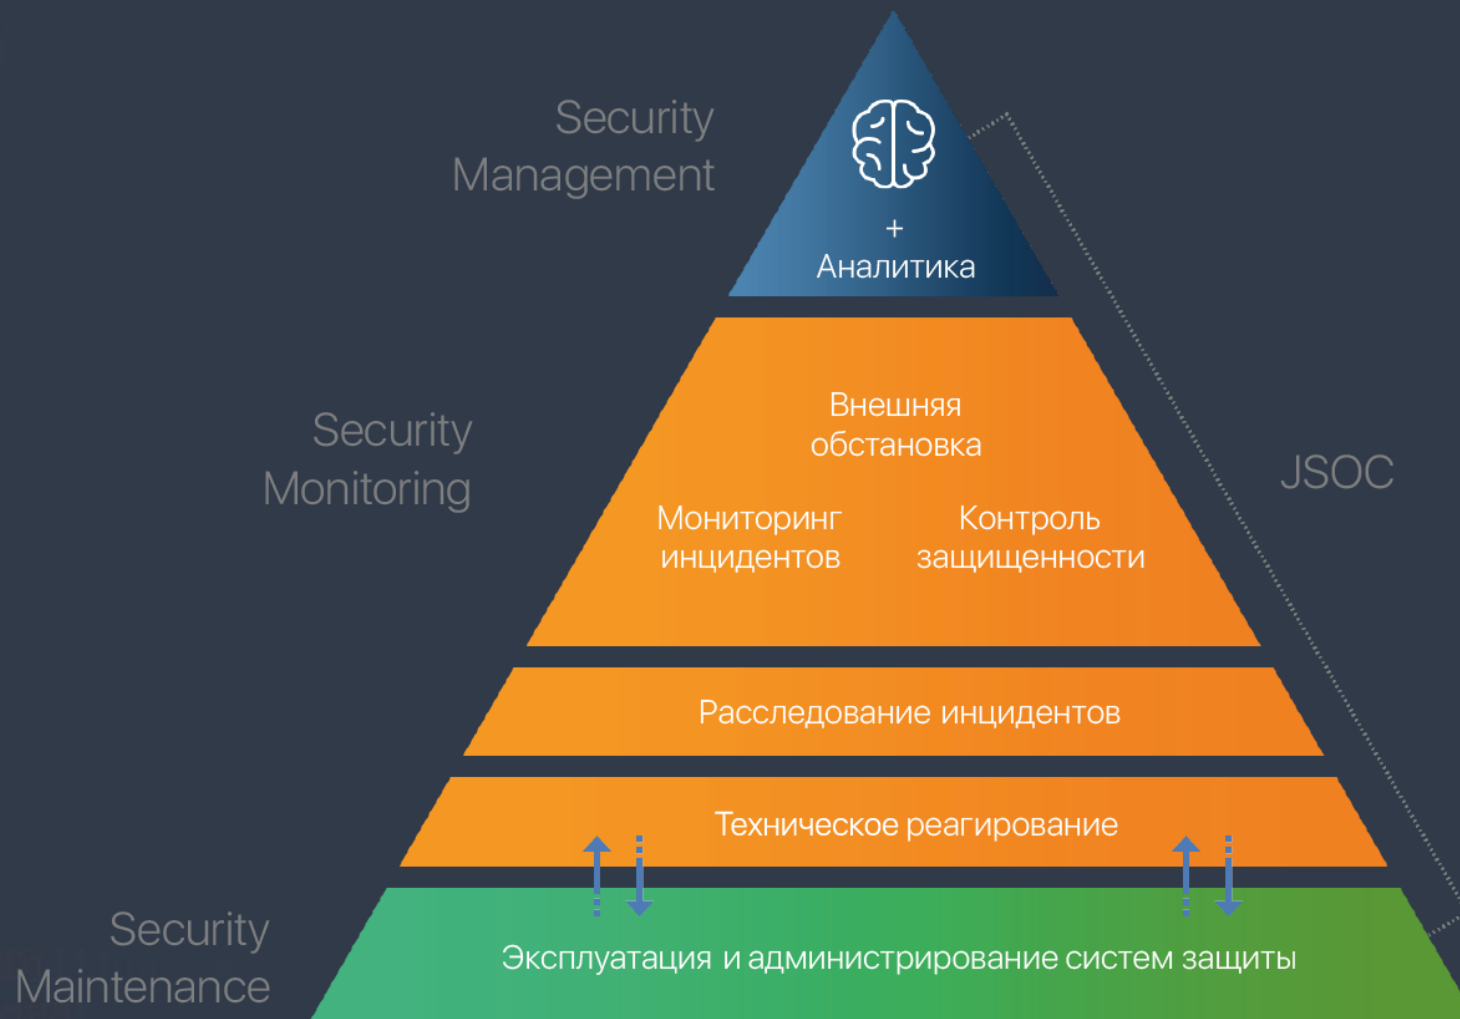 Security
Management
+
Аналитика
Внешняя
обстановка
Security
Monitoring
JSOC
Мониторинг
инцидентов
Контроль
защищенности
Расследование инцидентов
Техническое реагирование
Security
Maintenance
Эксплуатация и администрирование систем защиты